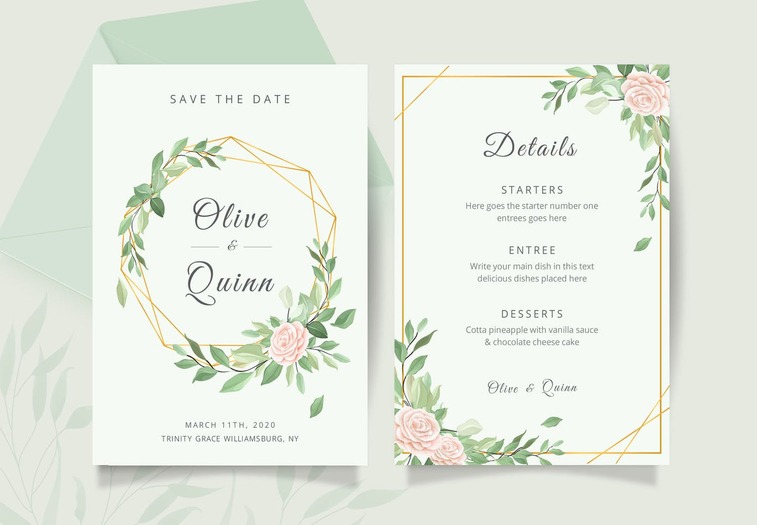 SAVE THE DATE
Olive
&
Quinn
MARCH 11TH, 2020
TRINITY GRACE WILLIAMSBURG, NY
Details
STARTERS
Here goes the starter number one
entrees goes here
ENTREE
Write your main dish in this text
delicious dishes placed here
DESSERTS
Cotta pineapple with vanilla sauce
& chocolate cheese cake
Olive & Quinn